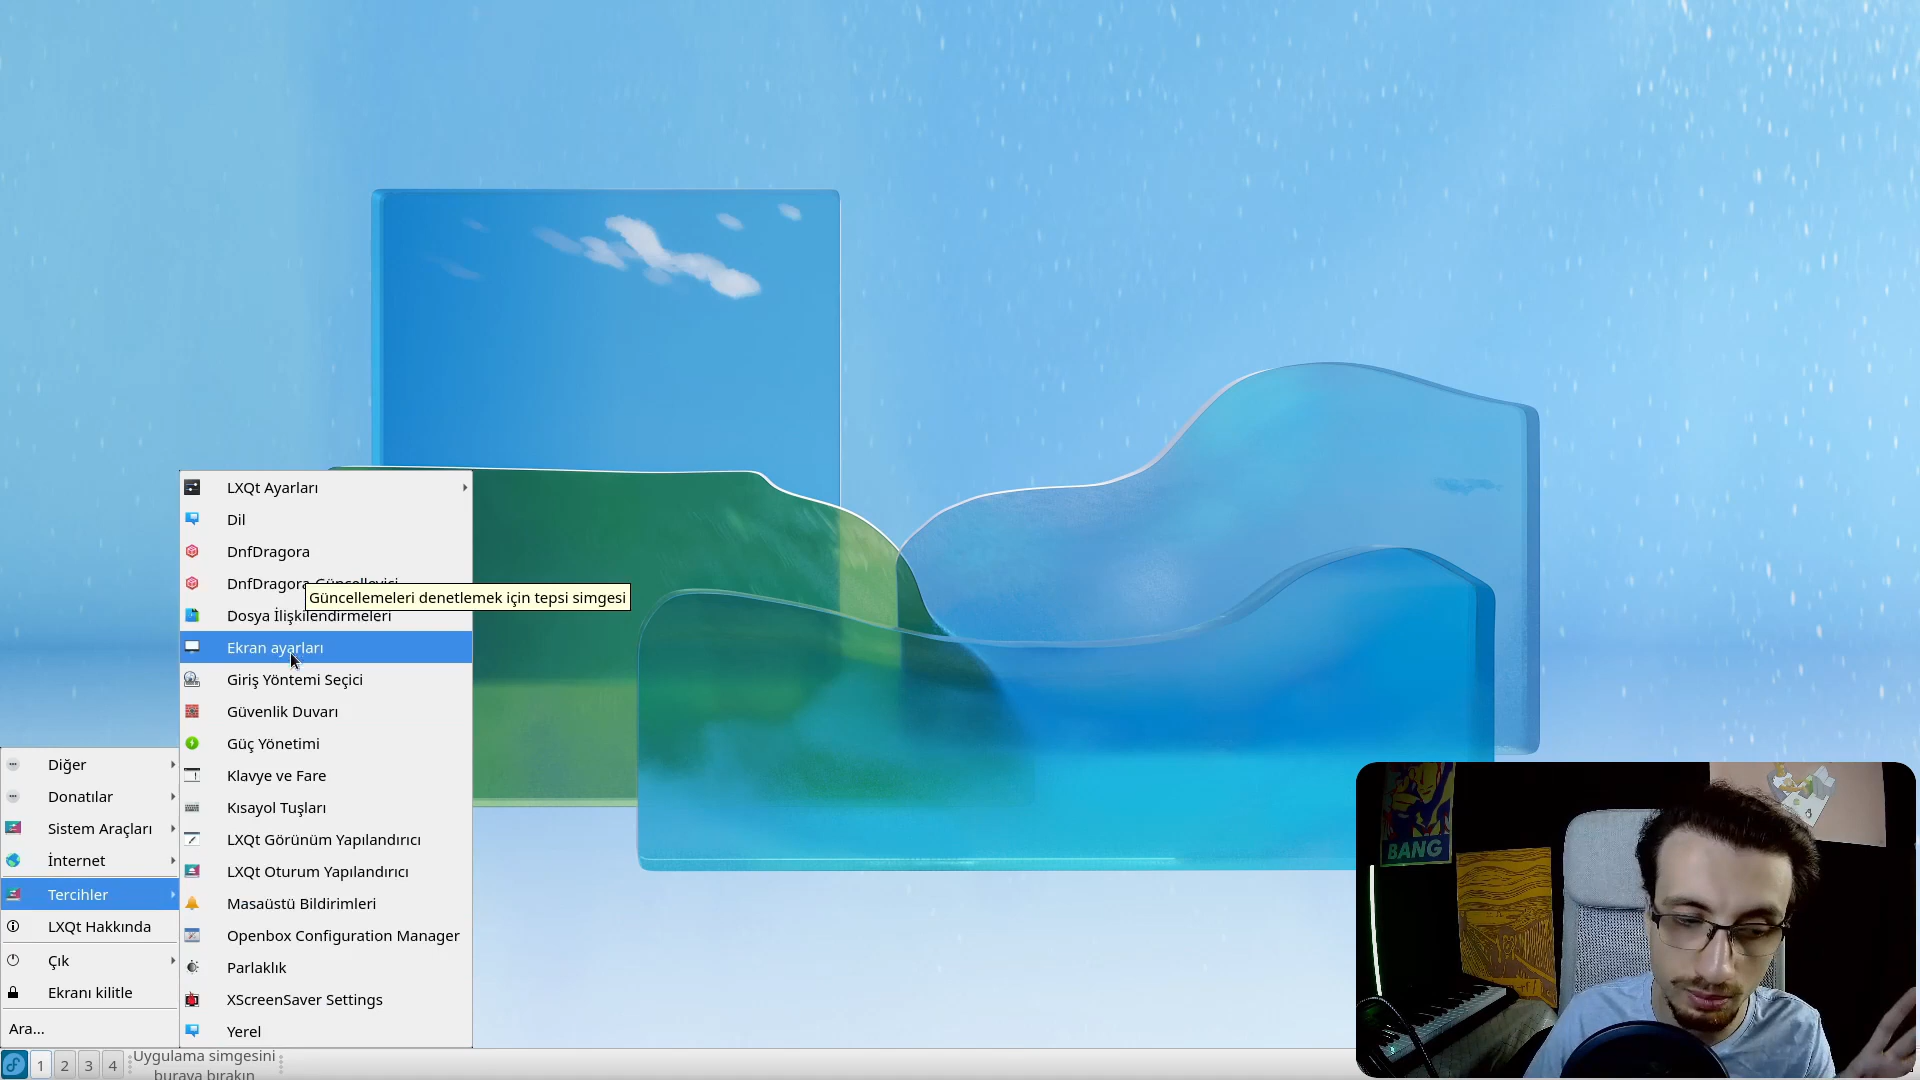 LXQt Ayarları
Dil
DnfDragora
DnfDragora Güncelleyici
Güncellemeleri denetlemek için tepsi simgesi
Dosya İlişkilendirmeleri
Ekran ayarları
Giriş Yöntemi Seçici
Güvenlik Duvarı
Güç Yönetimi
Klavye ve Fare
Kısayol Tuşları
LXQt Görünüm Yapılandırıcı
LXQt Oturum Yapılandırıcı
Masaüstü Bildirimleri
Openbox Configuration Manager
Parlaklık
XScreenSaver Settings
Yerel
Diğer
Donatılar
Sistem Araçları
İnternet
Tercihler
LXQt Hakkında
Çık
Ekranı kilitle
Ara...
1 2 3 4
Uygulama simgesini
buraya bırakın
BANG